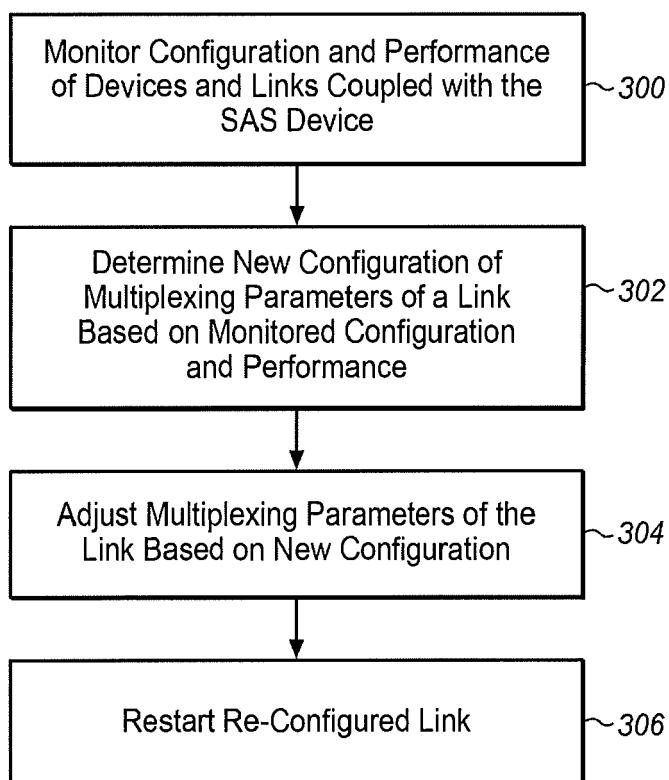 Monitor Configuration and Performance
of Devices and Links Coupled with the
SAS Device
300
Determine New Configuration of
Multiplexing Parameters of a Link
Based on Monitored Configuration
and Performance
302
Adjust Multiplexing Parameters of the
Link Based on New Configuration
304
Restart Re-Configured Link
306